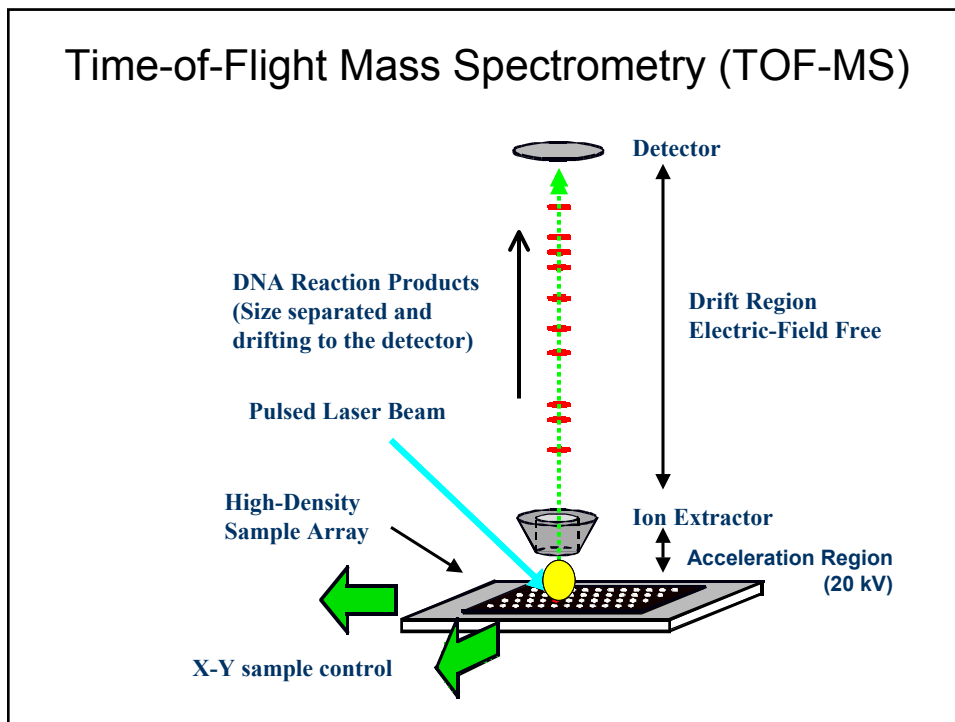 Time-of-Flight Mass Spectrometry (TOF-MS)
Detector
DNA Reaction Products
(Size separated and
drifting to the detector)
Drift Region
Electric-Field Free
Pulsed Laser Beam
High-Density
Sample Array
Ion Extractor
Acceleration Region
(20 kV)
X-Y sample control